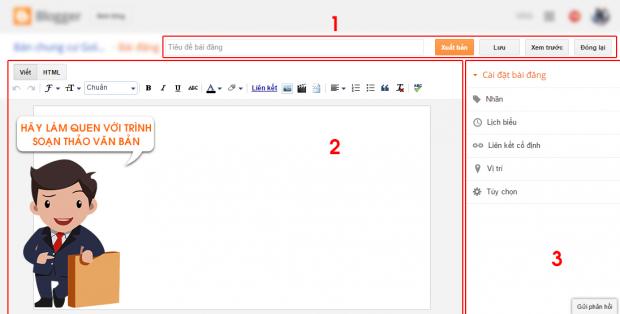 Blogger
1
Bán chung cư Gol... Bài đăng
Tiêu đề bài đăng
Xuất bản
Lưu
Xem trước
Đóng lại
Viết
HTML
Chuẩn
B I U ABC A
Liên kết
ABC
HÃY LÀM QUEN VỚI TRÌNH
SOẠN THẢO VĂN BẢN
2
Cài đặt bài đăng
Nhãn
Lịch biểu
Liên kết cố định
Vị trí
Tùy chọn
3
Gửi phản hồi